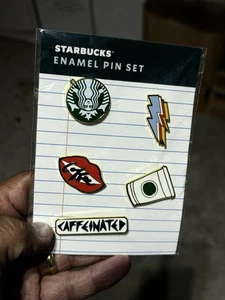 STARBUCKS
ENAMEL PIN SET
CAFFEINATED